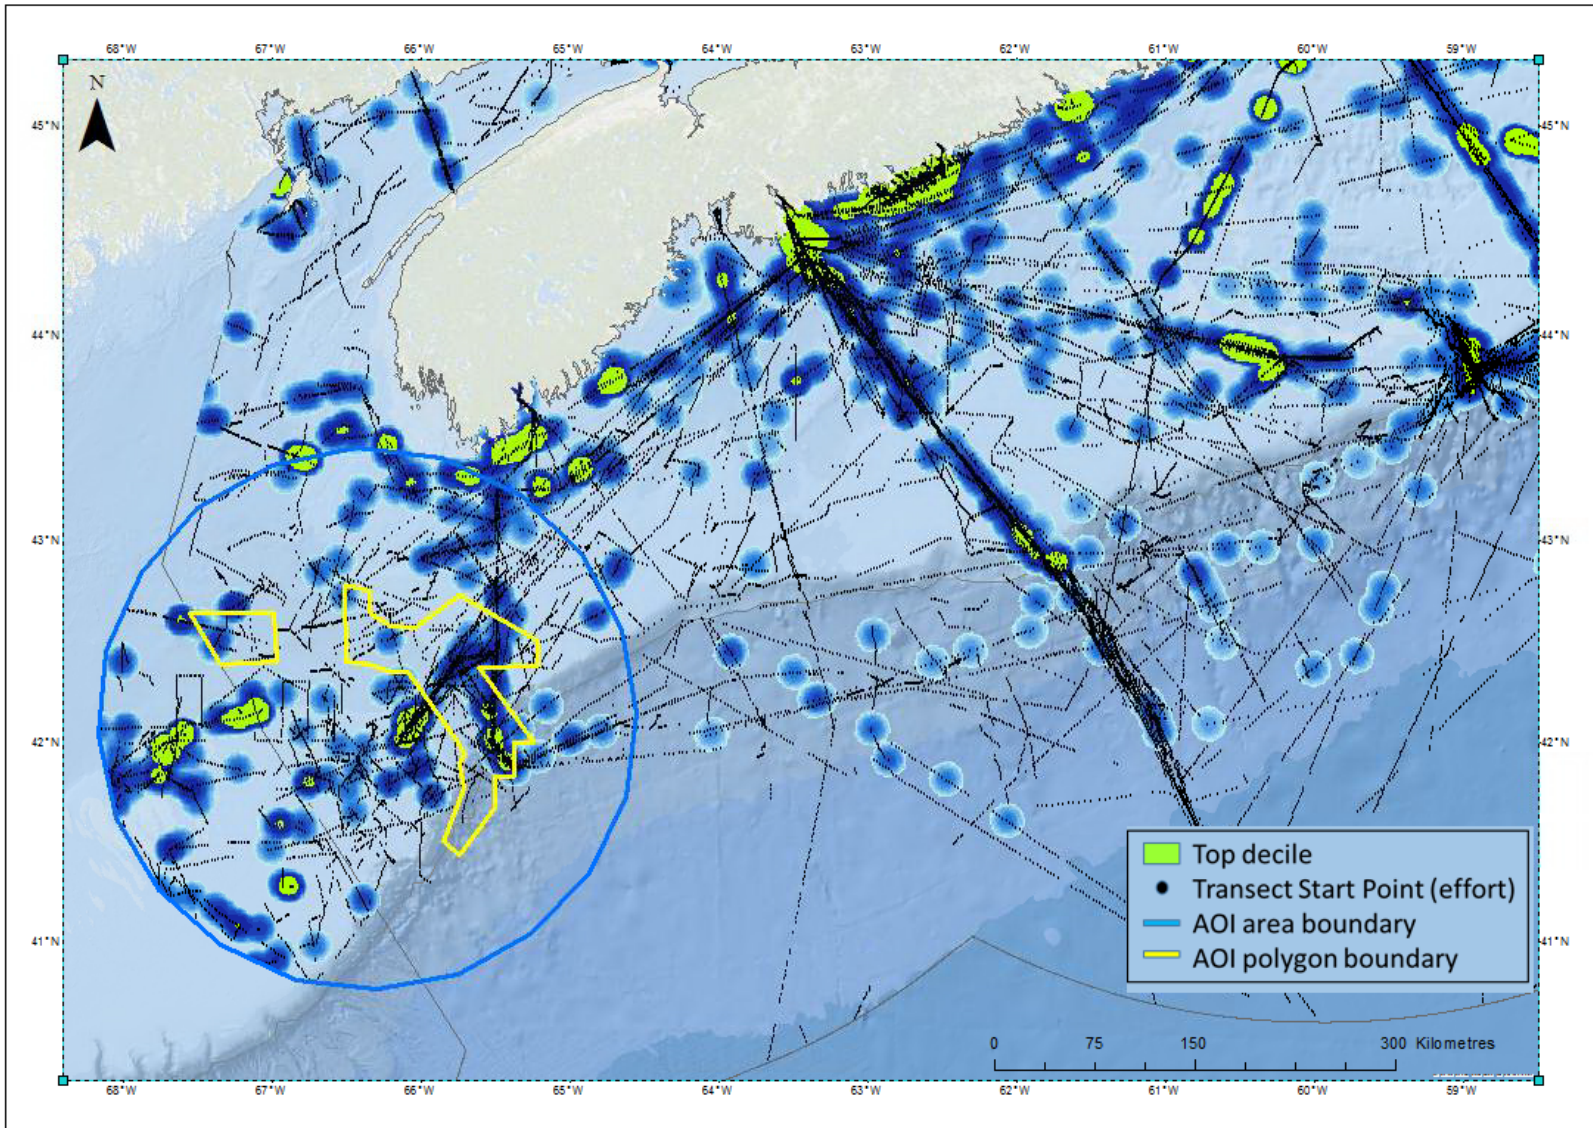 68°W 67°W 66°W 65°W 64°W 63°W 62°W 61°W 60°W 59°W
N
45°N 45°N
44°N 44°N
43°N 43°N
42°N 42°N
Top decile
Transect Start Point (effort)
AOI area boundary
AOI polygon boundary
41°N 41°N
0 75 150 300 Kilometres
68°W 67°W 66°W 65°W 64°W 63°W 62°W 61°W 60°W 59°W